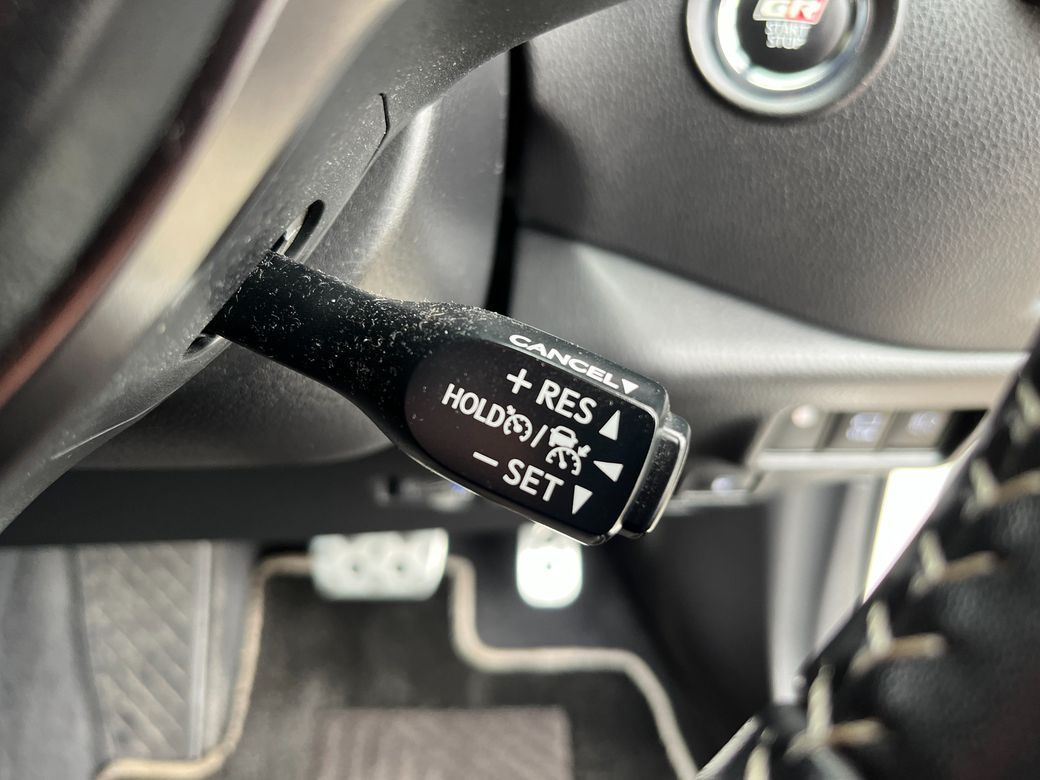 GR
START
STOP
CANCEL▼
+ RES ▲
HOLD /
− SET ▼